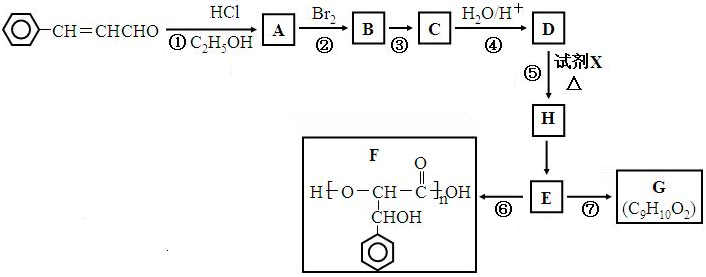 CH=CHCHO
HCl
① C₂H₅OH
A
Br₂
②
B
③
C
H₂O/H⁺
④
D
⑤
试剂X
△
H
E
⑥
⑦
F
O
H[O—CH—C]ₙOH
CHOH
G
(C₉H₁₀O₂)